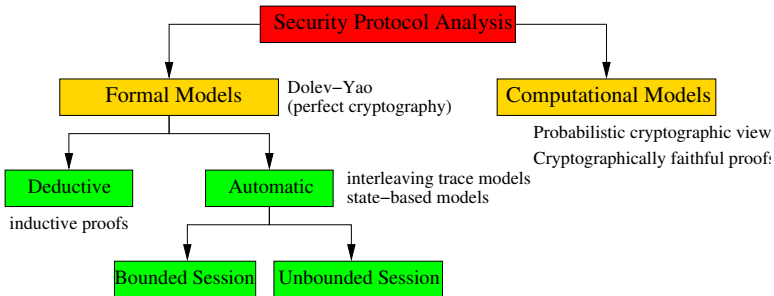 Security Protocol Analysis
Formal Models
Dolev−Yao
(perfect cryptography)
Computational Models
Probabilistic cryptographic view
Cryptographically faithful proofs
Deductive
inductive proofs
Automatic
interleaving trace models
state−based models
Bounded Session
Unbounded Session